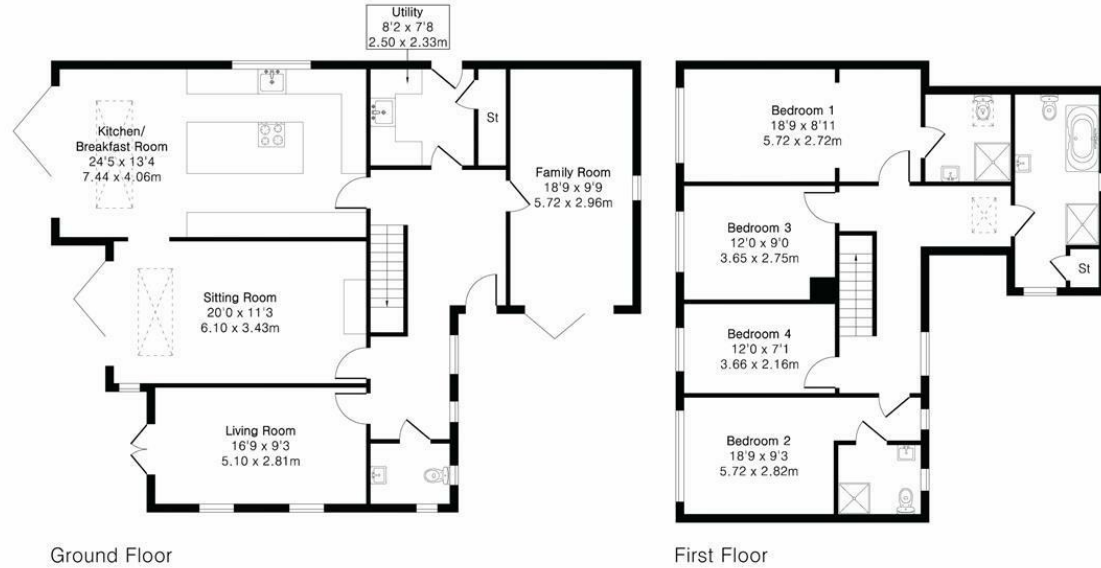 Utility
8'2 x 7'8
2.50 x 2.33m
Kitchen/
Breakfast Room
24'5 x 13'4
7.44 x 4.06m
St
Family Room
18'9 x 9'9
5.72 x 2.96m
Sitting Room
20'0 x 11'3
6.10 x 3.43m
Living Room
16'9 x 9'3
5.10 x 2.81m
Ground Floor
Bedroom 1
18'9 x 8'11
5.72 x 2.72m
Bedroom 3
12'0 x 9'0
3.65 x 2.75m
St
Bedroom 4
12'0 x 7'1
3.66 x 2.16m
Bedroom 2
18'9 x 9'3
5.72 x 2.82m
First Floor